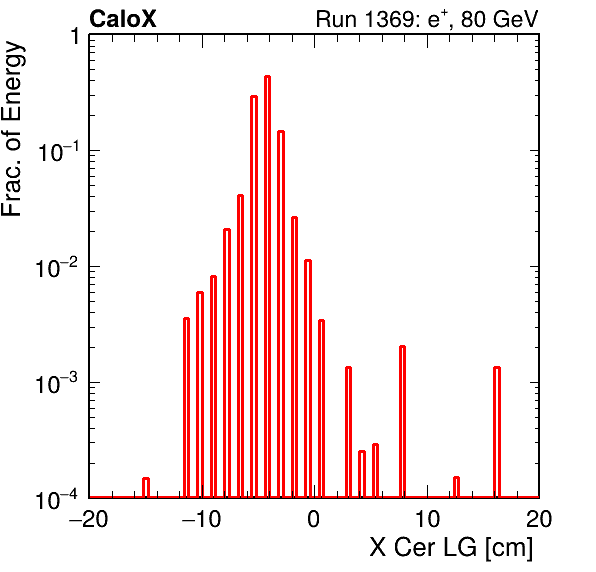 CaloX Run 1369: e⁺, 80 GeV
Frac. of Energy
1
10⁻¹
10⁻²
10⁻³
10⁻⁴
−20 −10 0 10 20
X Cer LG [cm]